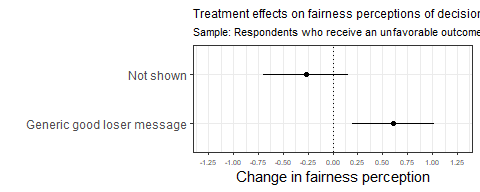 Treatment effects on fairness perceptions of decision
Sample: Respondents who receive an unfavorable outcome
Not shown
Generic good loser message
-1.25 -1.00 -0.75 -0.50 -0.25 0.00 0.25 0.50 0.75 1.00 1.25
Change in fairness perception